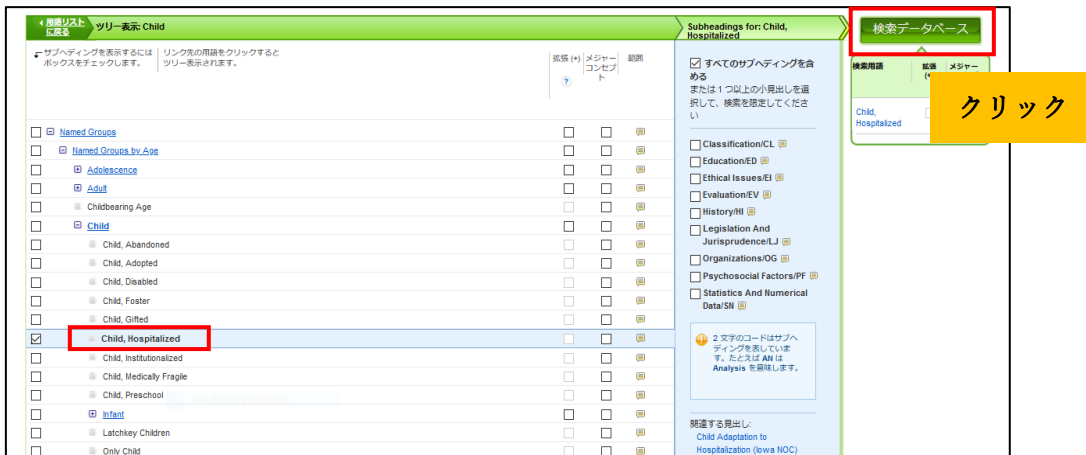 用語リスト
に戻る
ツリー表示: Child
サブヘディングを表示するには
ボックスをチェックします。
リンク先の用語をクリックすると
ツリー表示されます。
拡張 (+)
メジャー
コンセプ
ト
範囲
?
Named Groups
Named Groups by Age
Adolescence
Adult
Childbearing Age
Child
Child, Abandoned
Child, Adopted
Child, Disabled
Child, Foster
Child, Gifted
Child, Hospitalized
Child, Institutionalized
Child, Medically Fragile
Child, Preschool
Infant
Latchkey Children
Only Child
Subheadings for: Child,
Hospitalized
すべてのサブヘディングを含
める
または 1 つ以上の小見出しを選
択して、検索を限定してくださ
い
Classification/CL
Education/ED
Ethical Issues/EI
Evaluation/EV
History/HI
Legislation And
Jurisprudence/LJ
Organizations/OG
Psychosocial Factors/PF
Statistics And Numerical
Data/SN
2 文字のコードはサブヘ
ディングを表していま
す。たとえば AN は
Analysis を意味します。
関連する見出し:
Child Adaptation to
Hospitalization (Iowa NOC)
検索データベース
検索用語
拡張
メジャー
Child,
Hospitalized
クリック